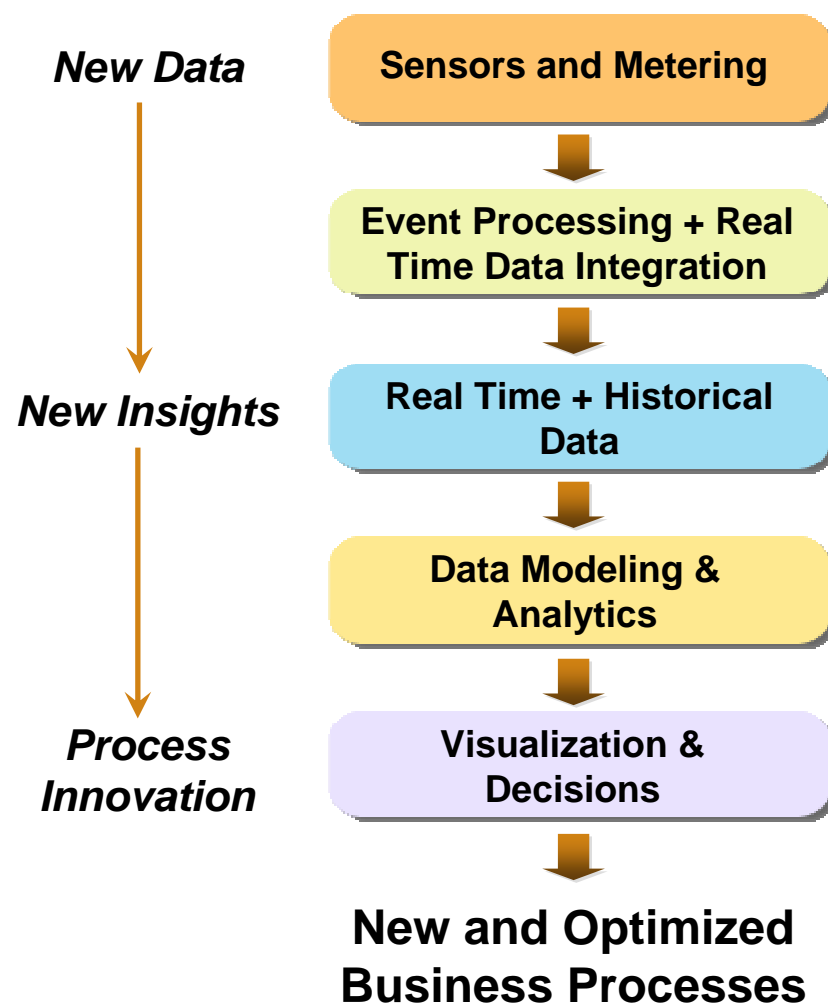 New Data
Sensors and Metering
Event Processing + Real
Time Data Integration
New Insights
Real Time + Historical
Data
Data Modeling &
Analytics
Process
Innovation
Visualization &
Decisions
New and Optimized
Business Processes